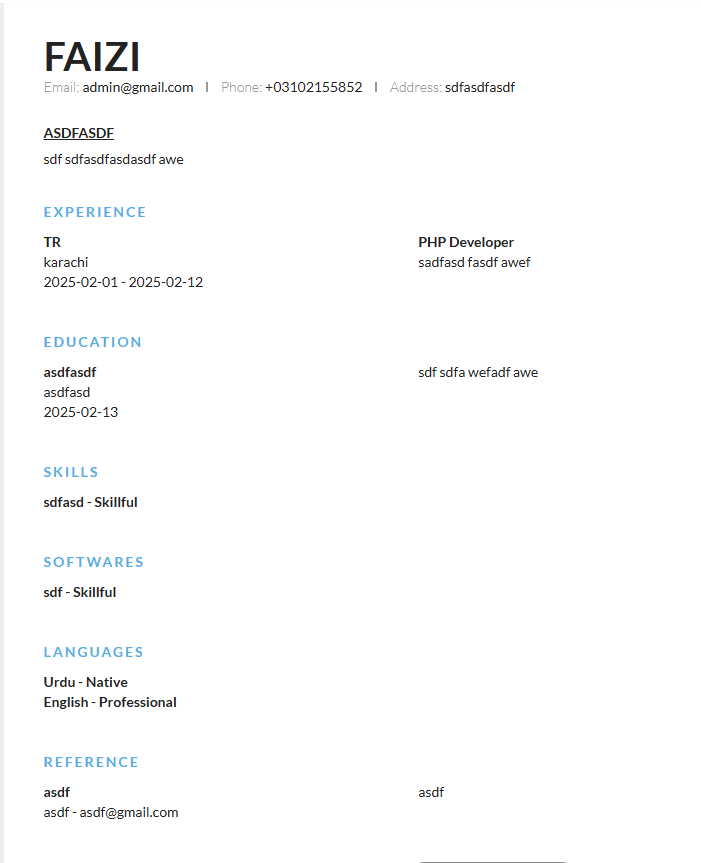 FAIZI
Email: admin@gmail.com | Phone: +03102155852 | Address: sdfasdfasdf
ASDFASDF
sdf sdfasdfasdasdf awe
EXPERIENCE
TR
PHP Developer
karachi
sadfasd fasdf awef
2025-02-01 - 2025-02-12
EDUCATION
asdfasdf
sdf sdfa wefadf awe
asdfasd
2025-02-13
SKILLS
sdfasd - Skillful
SOFTWARES
sdf - Skillful
LANGUAGES
Urdu - Native
English - Professional
REFERENCE
asdf
asdf
asdf - asdf@gmail.com